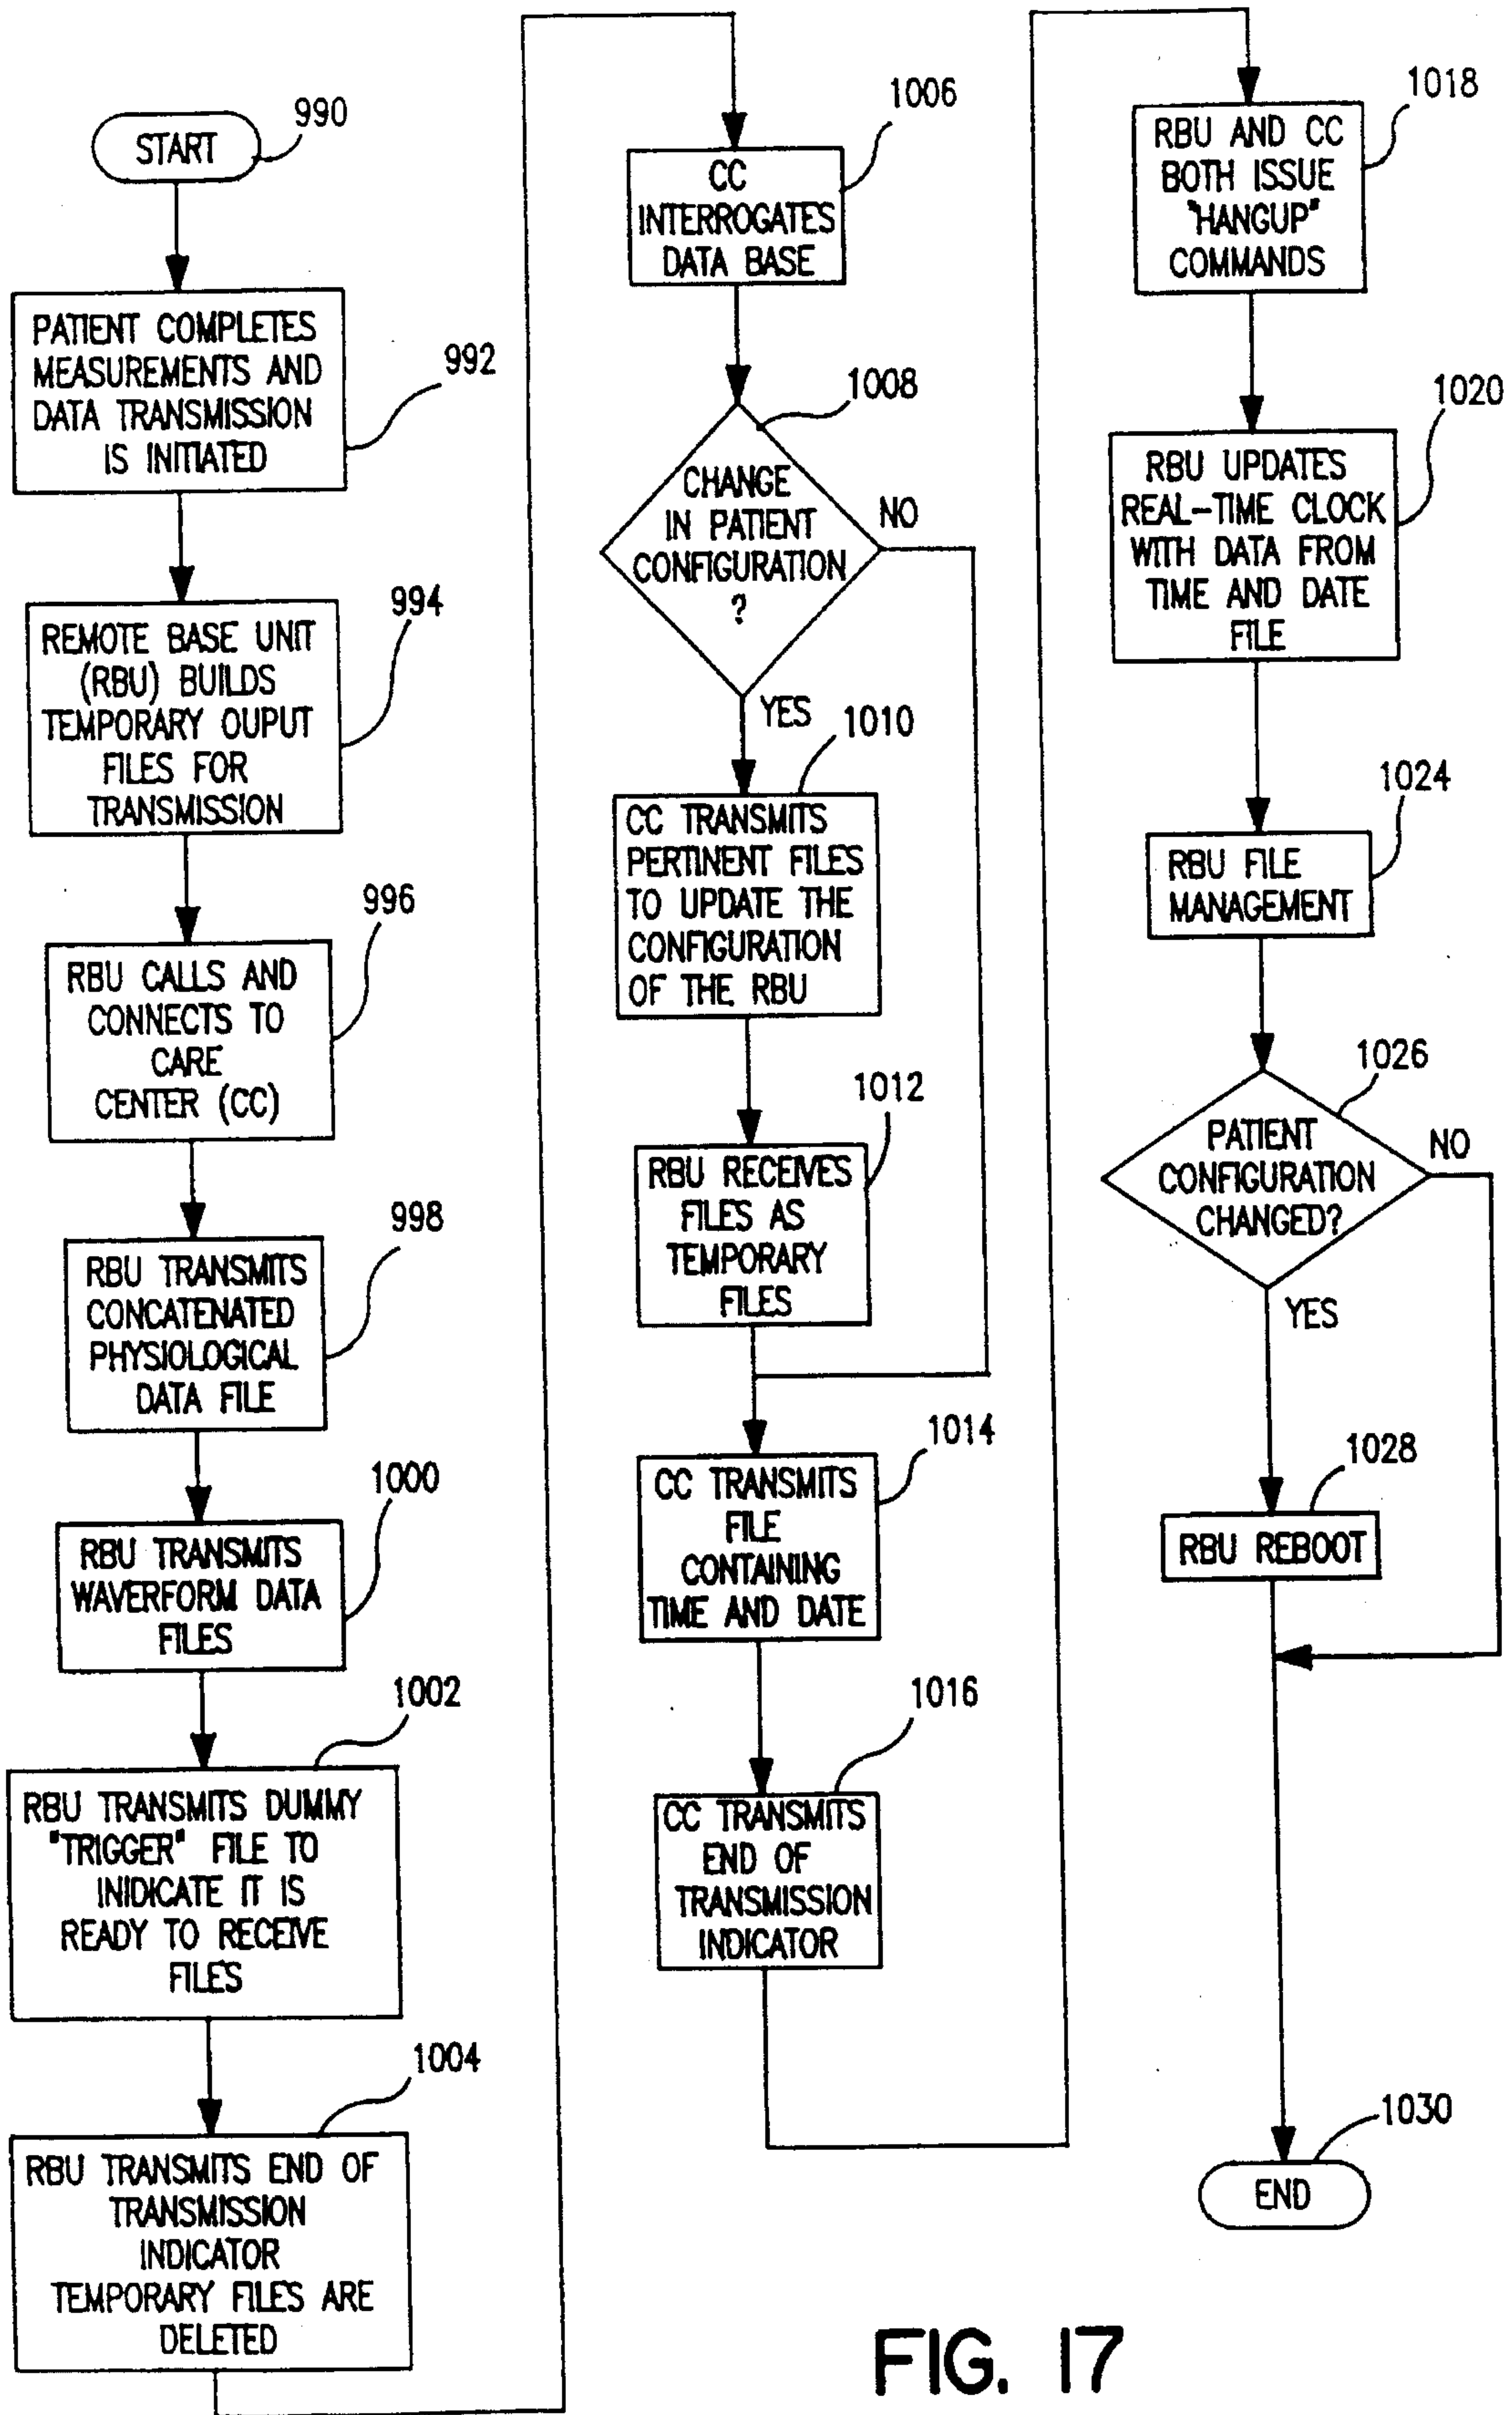 START
990
PATIENT COMPLETES
MEASUREMENTS AND
DATA TRANSMISSION
IS INITIATED
992
REMOTE BASE UNIT
(RBU) BUILDS
TEMPORARY OUPUT
FILES FOR
TRANSMISSION
994
RBU CALLS AND
CONNECTS TO
CARE
CENTER (CC)
996
RBU TRANSMITS
CONCATENATED
PHYSIOLOGICAL
DATA FILE
998
RBU TRANSMITS
WAVERFORM DATA
FILES
1000
RBU TRANSMITS DUMMY
"TRIGGER" FILE TO
INIDICATE IT IS
READY TO RECEIVE
FILES
1002
RBU TRANSMITS END OF
TRANSMISSION
INDICATOR
TEMPORARY FILES ARE
DELETED
1004
CC
INTERROGATES
DATA BASE
1006
CHANGE
IN PATIENT
CONFIGURATION
?
1008
NO
YES
CC TRANSMITS
PERTINENT FILES
TO UPDATE THE
CONFIGURATION
OF THE RBU
1010
RBU RECEIVES
FILES AS
TEMPORARY
FILES
1012
CC TRANSMITS
FILE
CONTAINING
TIME AND DATE
1014
CC TRANSMITS
END OF
TRANSMISSION
INDICATOR
1016
RBU AND CC
BOTH ISSUE
"HANGUP"
COMMANDS
1018
RBU UPDATES
REAL-TIME CLOCK
WITH DATA FROM
TIME AND DATE
FILE
1020
RBU FILE
MANAGEMENT
1024
PATIENT
CONFIGURATION
CHANGED?
1026
NO
YES
RBU REBOOT
1028
END
1030
FIG. 17